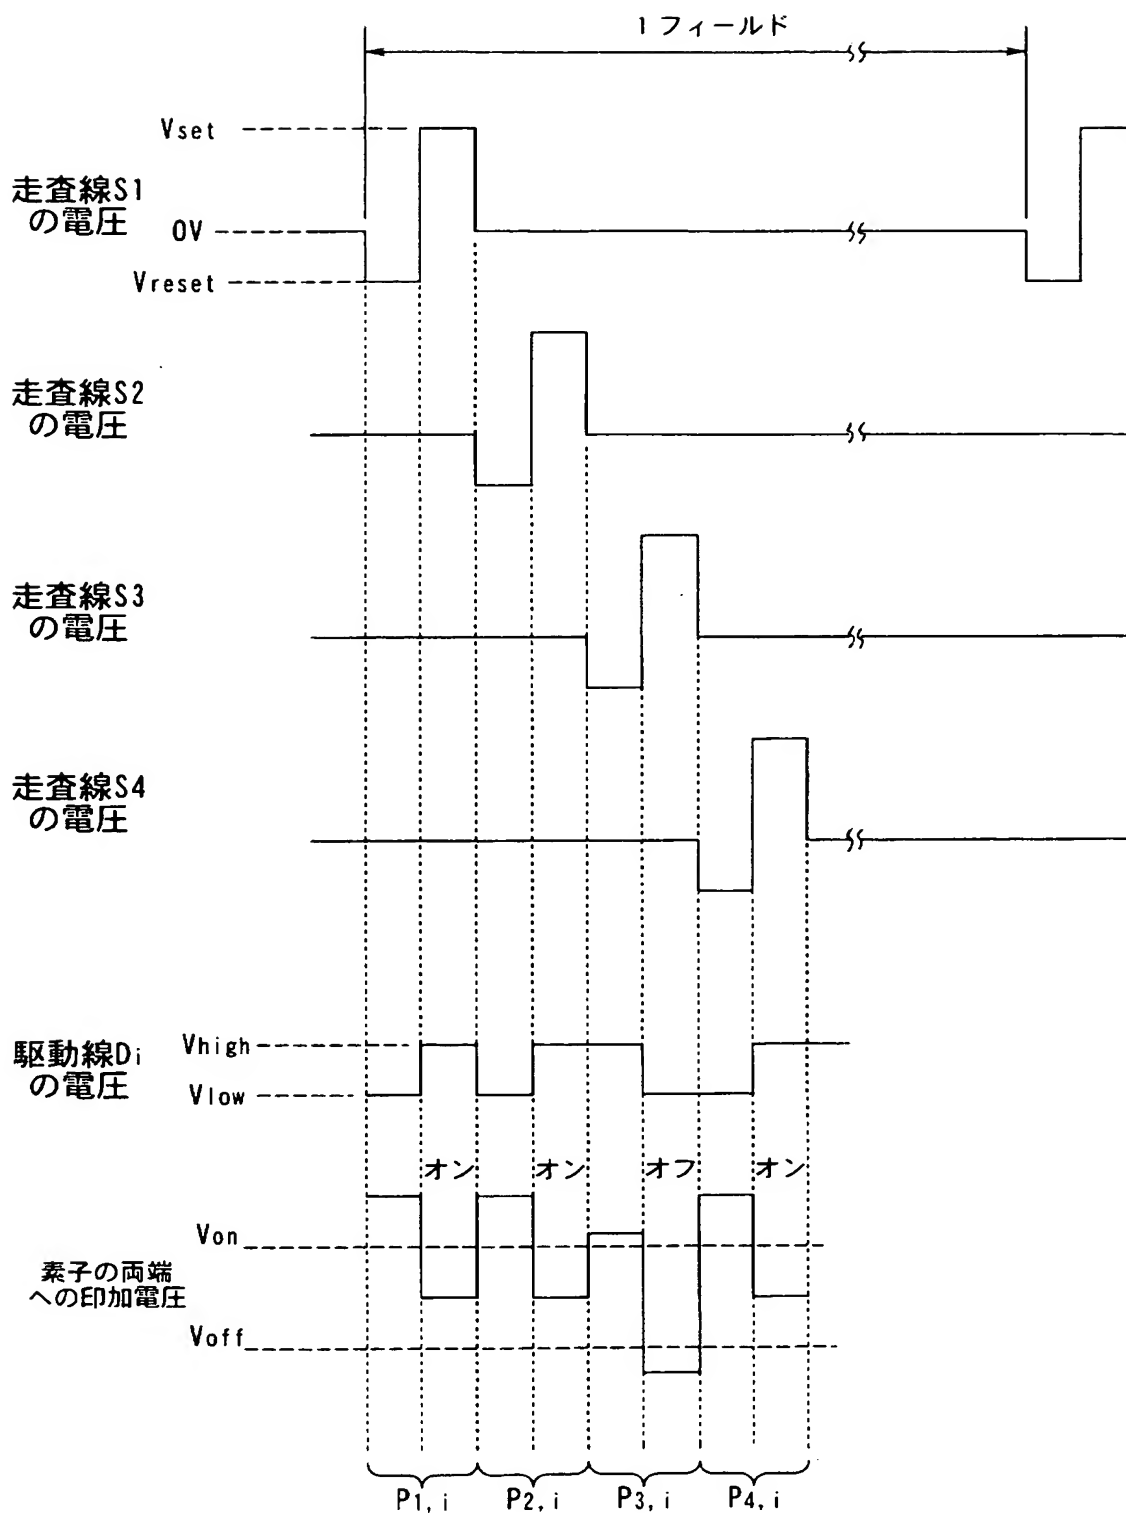 1 フィールド
Vset
走査線S1
の電圧
0V
Vreset
走査線S2
の電圧
走査線S3
の電圧
走査線S4
の電圧
Vhigh
駆動線Di
の電圧
Vlow
オン オン オフ オン
Von
素子の両端
への印加電圧
Voff
P1, i P2, i P3, i P4, i